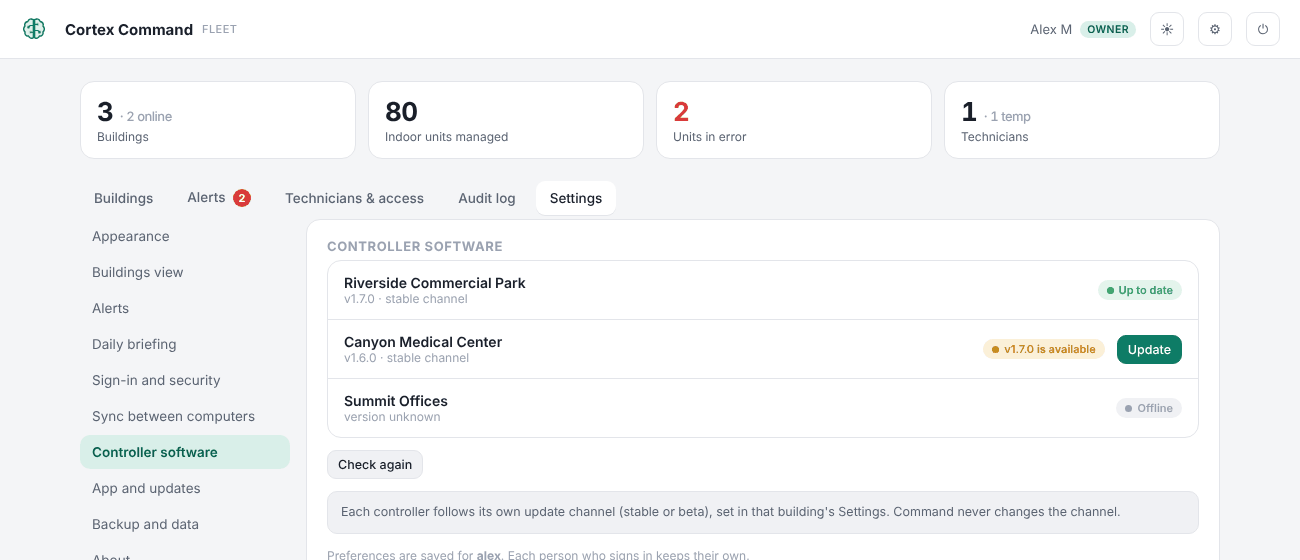 Cortex Command FLEET
Alex M OWNER
3 · 2 online
Buildings
80
Indoor units managed
2
Units in error
1 · 1 temp
Technicians
Buildings Alerts 2 Technicians & access Audit log Settings
Appearance
Buildings view
Alerts
Daily briefing
Sign-in and security
Sync between computers
Controller software
App and updates
Backup and data
About
CONTROLLER SOFTWARE
Riverside Commercial Park
v1.7.0 · stable channel
Up to date
Canyon Medical Center
v1.6.0 · stable channel
v1.7.0 is available Update
Summit Offices
version unknown
Offline
Check again
Each controller follows its own update channel (stable or beta), set in that building's Settings. Command never changes the channel.
Preferences are saved for alex. Each person who signs in keeps their own.